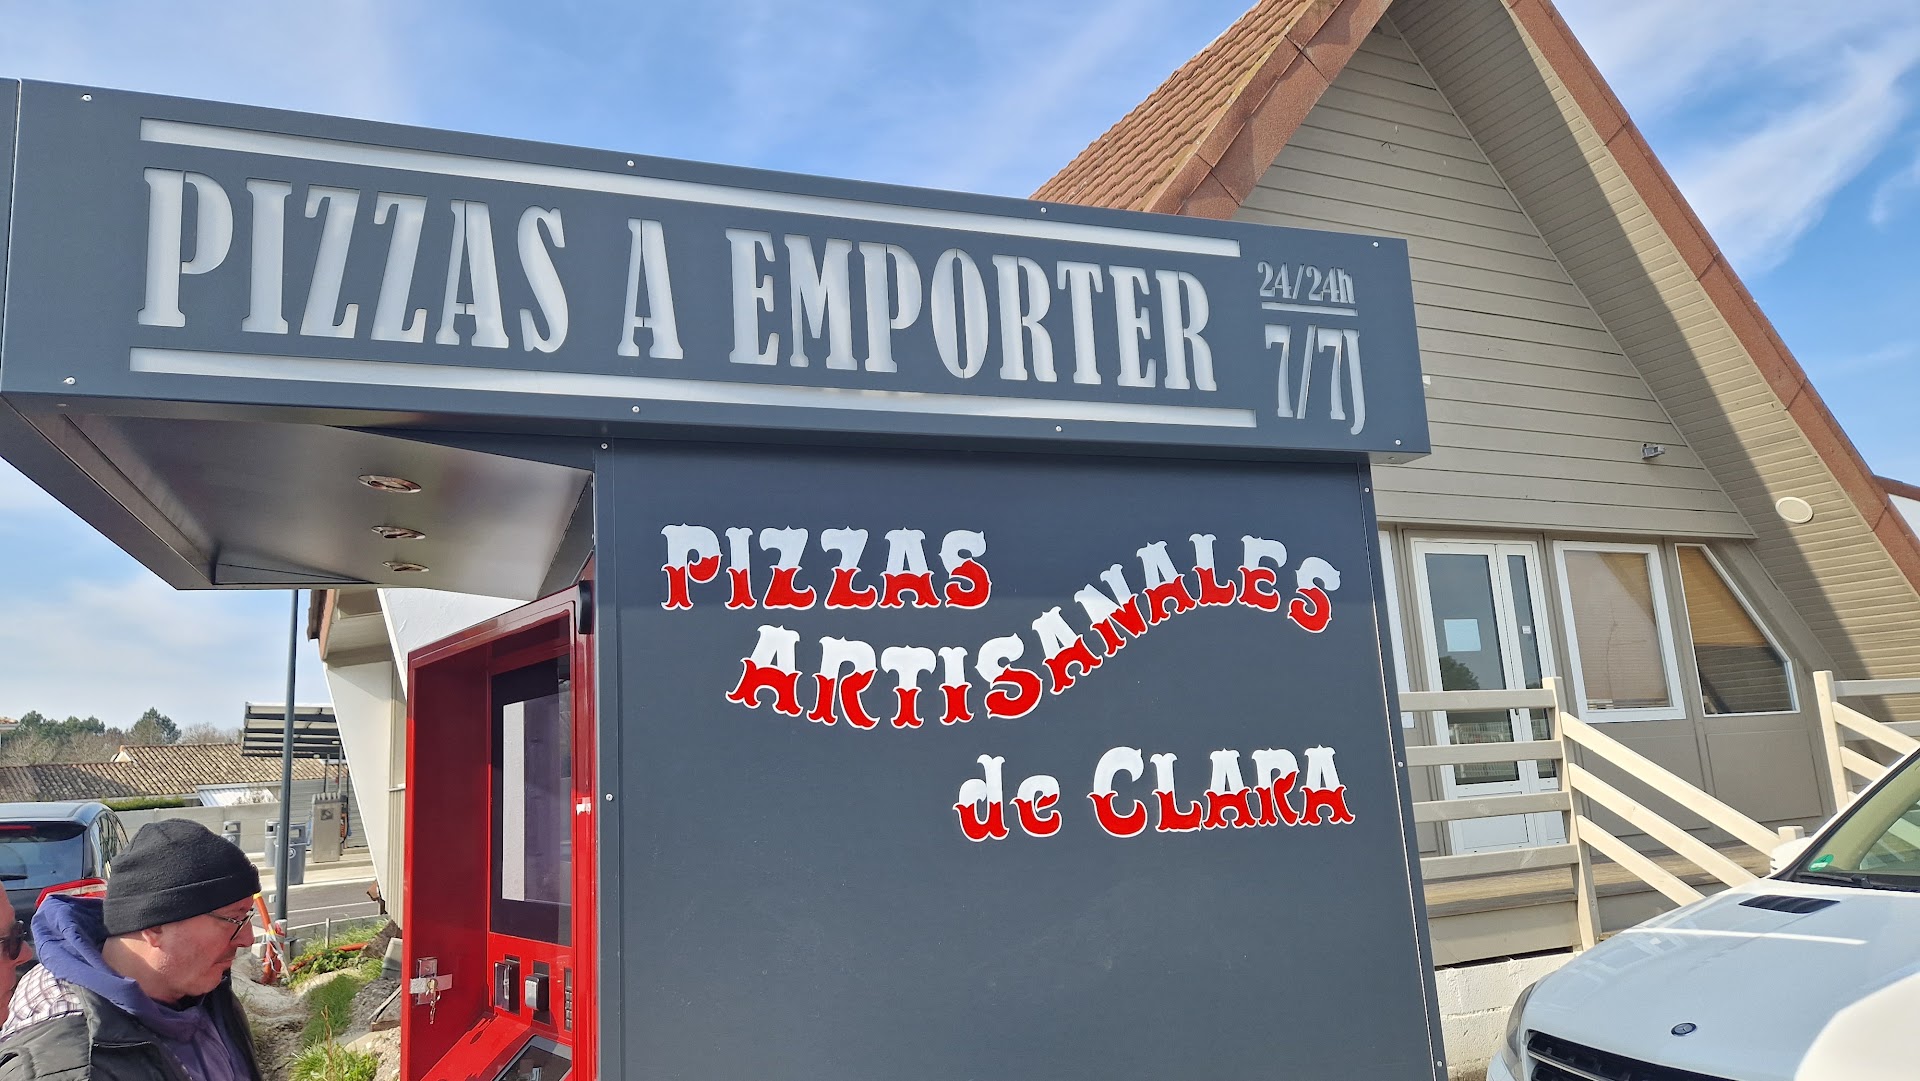 PIZZAS A EMPORTER
24/24h
7/7J
PIZZAS
ARTISANALES
de CLARA